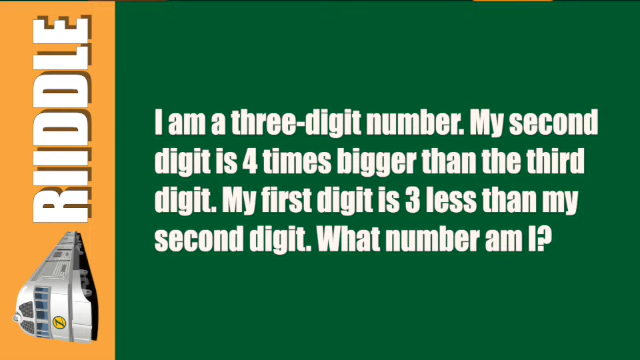 RIIDDLE
I am a three-digit number. My second
digit is 4 times bigger than the third
digit. My first digit is 3 less than my
second digit. What number am I?